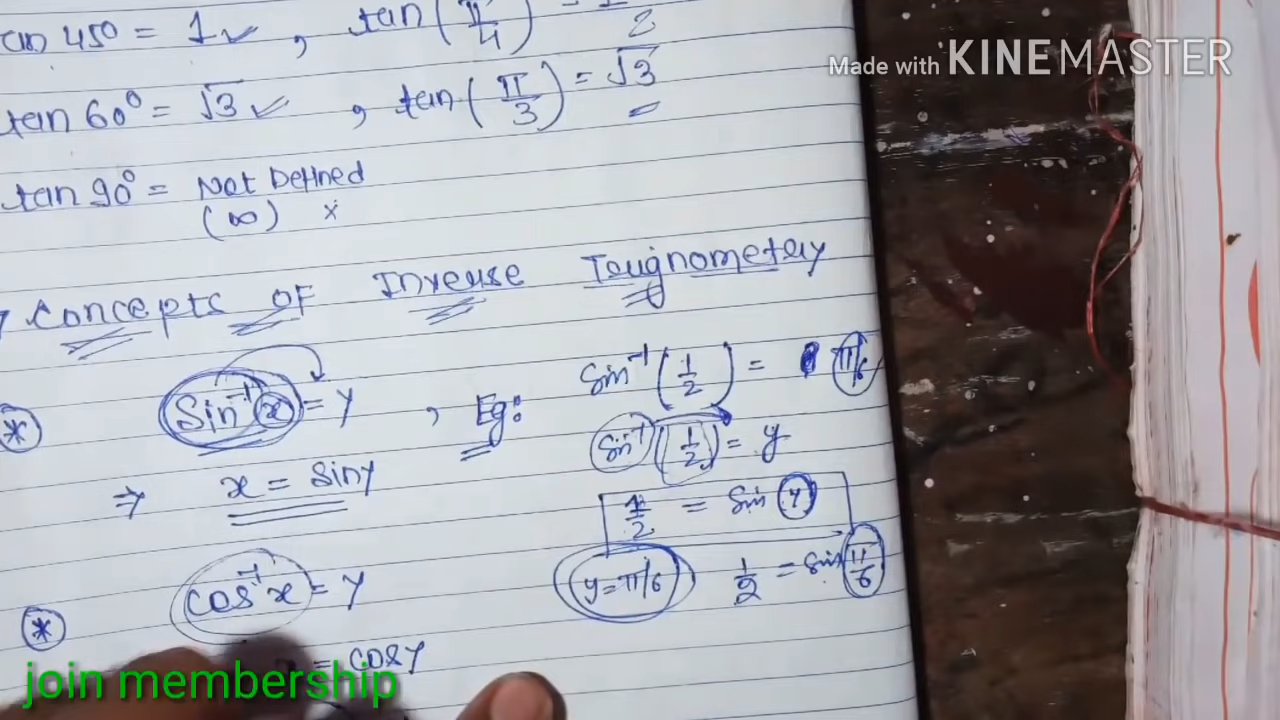 tan 45° = 1 ✓ , tan(π/4) =
Made with KINEMASTER
tan 60° = √3 ✓ , tan(π/3) = √3
tan 90° = Not Defined
(∞) ×
Concepts OF Inverse Trignometry
* Sin⁻¹(x) = y , Eg: Sin⁻¹(1/2) = π/6
Sin⁻¹(1/2) = y
⇒ x = siny
1/2 = Sin(y)
y = π/6 1/2 = Sin π/6
* cos⁻¹x = y
= cosy
join membership